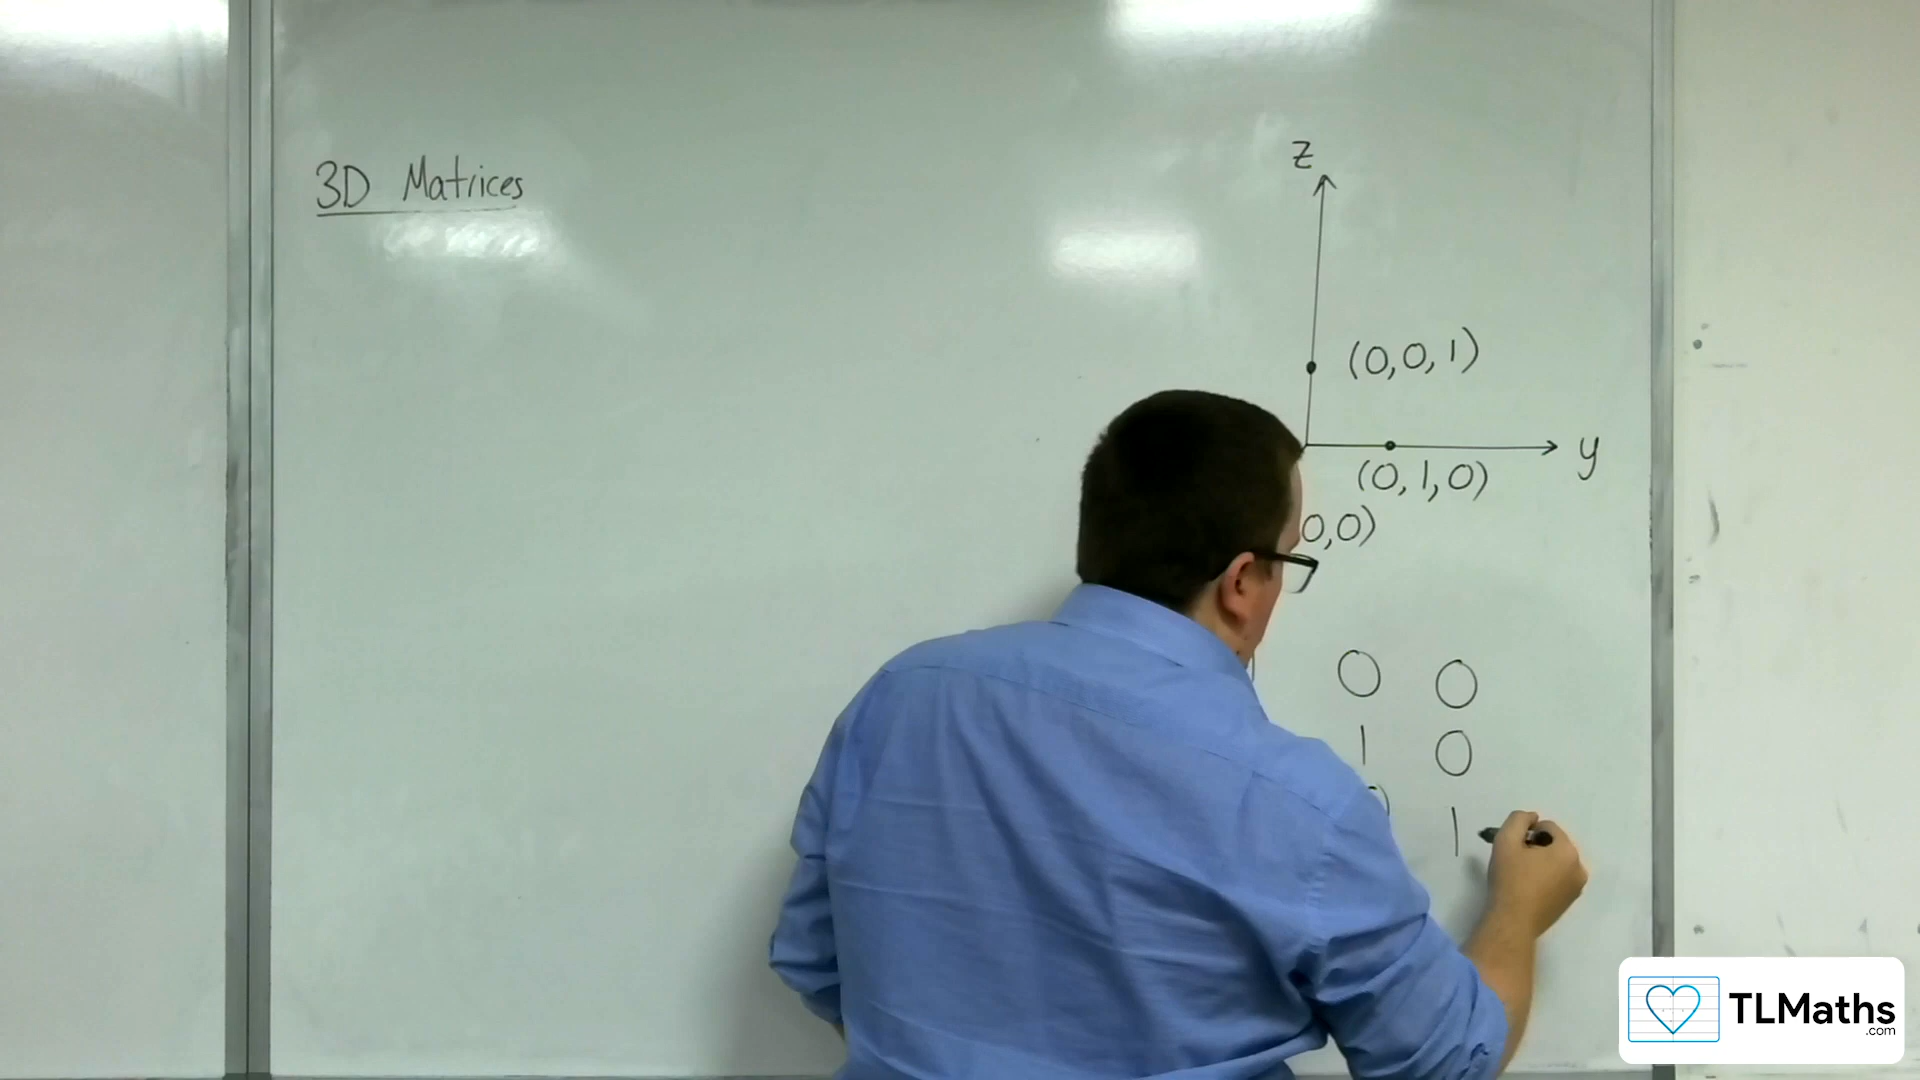 3D Matrices
z
(0,0,1)
y
(0,1,0)
0,0)
0 0
1 0
1
TLMaths
.com